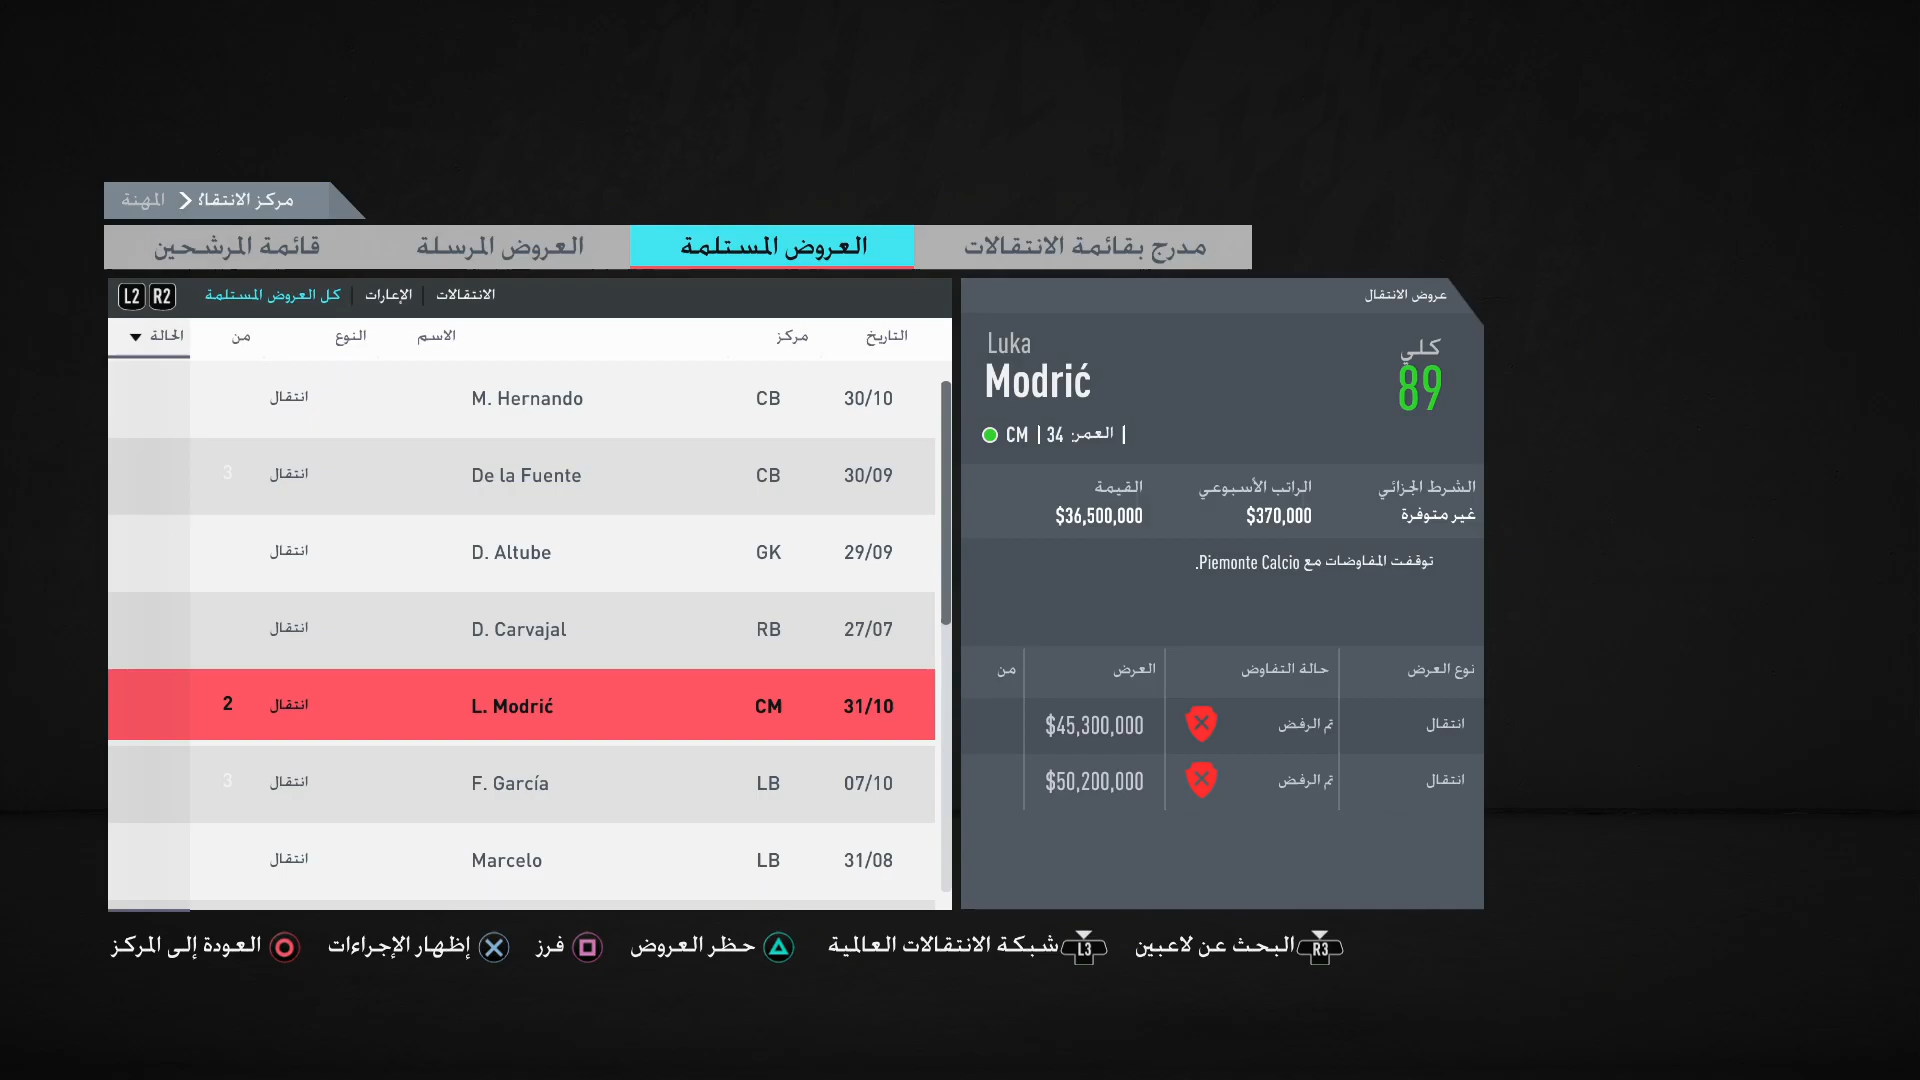 المهنة > مركز الانتقالا
قائمة المرشحين
العروض المرسلة
العروض المستلمة
مدرج بقائمة الانتقالات
L2 R2 كل العروض المستلمة | الإعارات | الانتقالات
الحالة من النوع الاسم مركز التاريخ
انتقال M. Hernando CB 30/10
3 انتقال De la Fuente CB 30/09
انتقال D. Altube GK 29/09
انتقال D. Carvajal RB 27/07
2 انتقال L. Modrić CM 31/10
3 انتقال F. García LB 07/10
انتقال Marcelo LB 31/08
عروض الانتقال
Luka
Modrić
كلي
89
CM | 34 :العمر |
القيمة الراتب الأسبوعي الشرط الجزائي
$36,500,000 $370,000 غير متوفرة
توقفت المفاوضات مع Piemonte Calcio.
من العرض حالة التفاوض نوع العرض
$45,300,000 تم الرفض انتقال
$50,200,000 تم الرفض انتقال
العودة إلى المركز
إظهار الإجراءات
فرز
حظر العروض
شبكة الانتقالات العالمية L3
البحث عن لاعبين R3